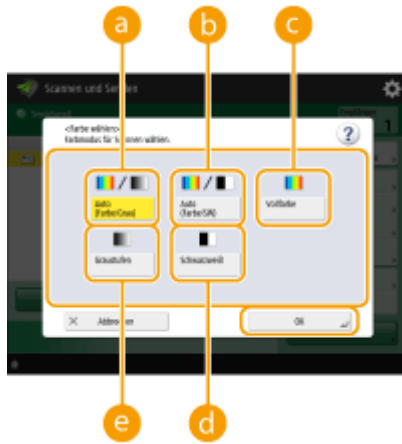 a b c
Scannen und Senden
1
<Farbe wählen>
Farbmodus für Scannen wählen.
?
Auto
(Farbe/Grau)
Auto
(Farbe/SW)
Vollfarbe
Graustufen
Schwarzweiß
Abbrechen
OK
e d